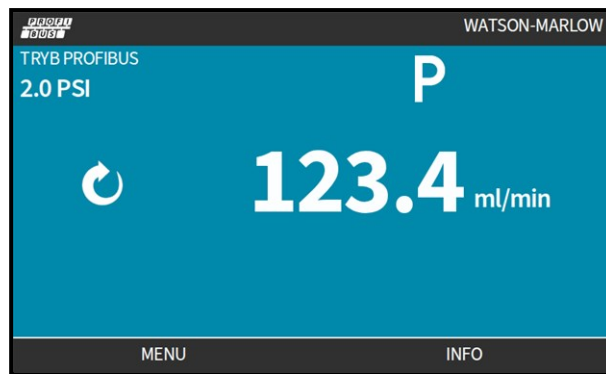 PROFI
BUS
WATSON-MARLOW
TRYB PROFIBUS
2.0 PSI
P
123.4 ml/min
MENU
INFO